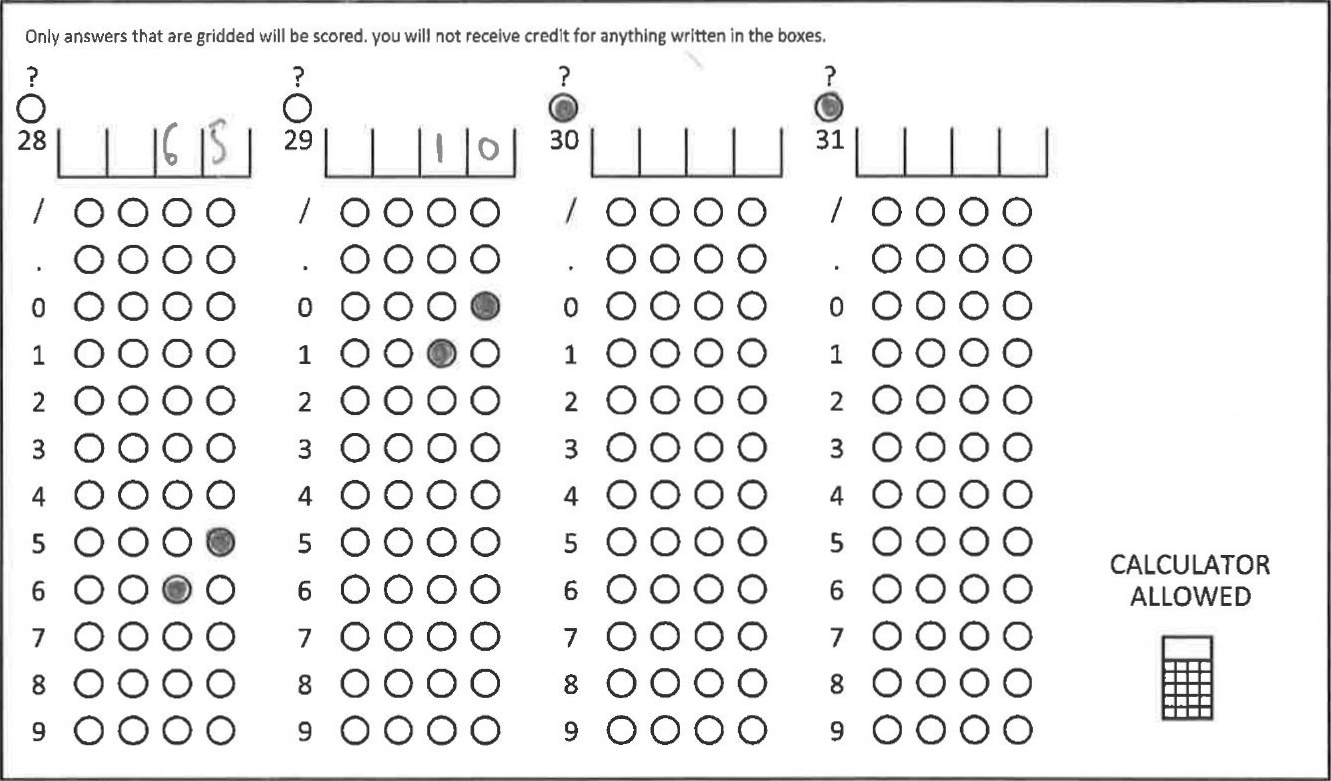 Only answers that are gridded will be scored. you will not receive credit for anything written in the boxes.
? ? ? ?
28 6 5 29 1 0 30 31
/ / / /
. . . .
0 0 0 0
1 1 1 1
2 2 2 2
3 3 3 3
4 4 4 4
5 5 5 5
6 6 6 6
7 7 7 7
8 8 8 8
9 9 9 9
CALCULATOR
ALLOWED